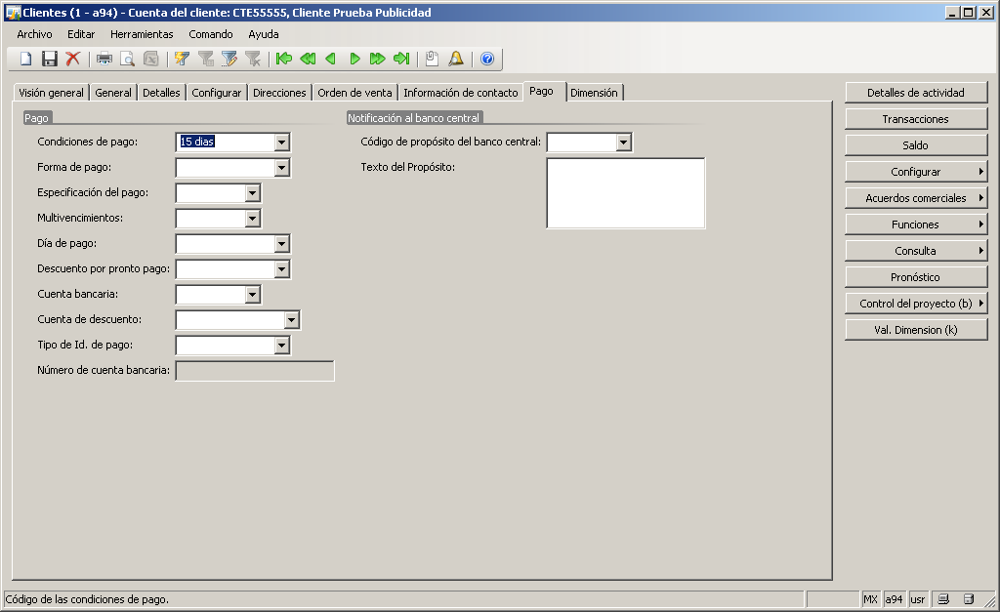 Clientes (1 - a94) - Cuenta del cliente: CTE55555, Cliente Prueba Publicidad
Archivo Editar Herramientas Comando Ayuda
Visión general General Detalles Configurar Direcciones Orden de venta Información de contacto Pago Dimensión
Pago
Condiciones de pago: 15 dias
Forma de pago:
Especificación del pago:
Multivencimientos:
Día de pago:
Descuento por pronto pago:
Cuenta bancaria:
Cuenta de descuento:
Tipo de Id. de pago:
Número de cuenta bancaria:
Notificación al banco central
Código de propósito del banco central:
Texto del Propósito:
Detalles de actividad
Transacciones
Saldo
Configurar
Acuerdos comerciales
Funciones
Consulta
Pronóstico
Control del proyecto (b)
Val. Dimension (k)
Código de las condiciones de pago. MX a94 usr